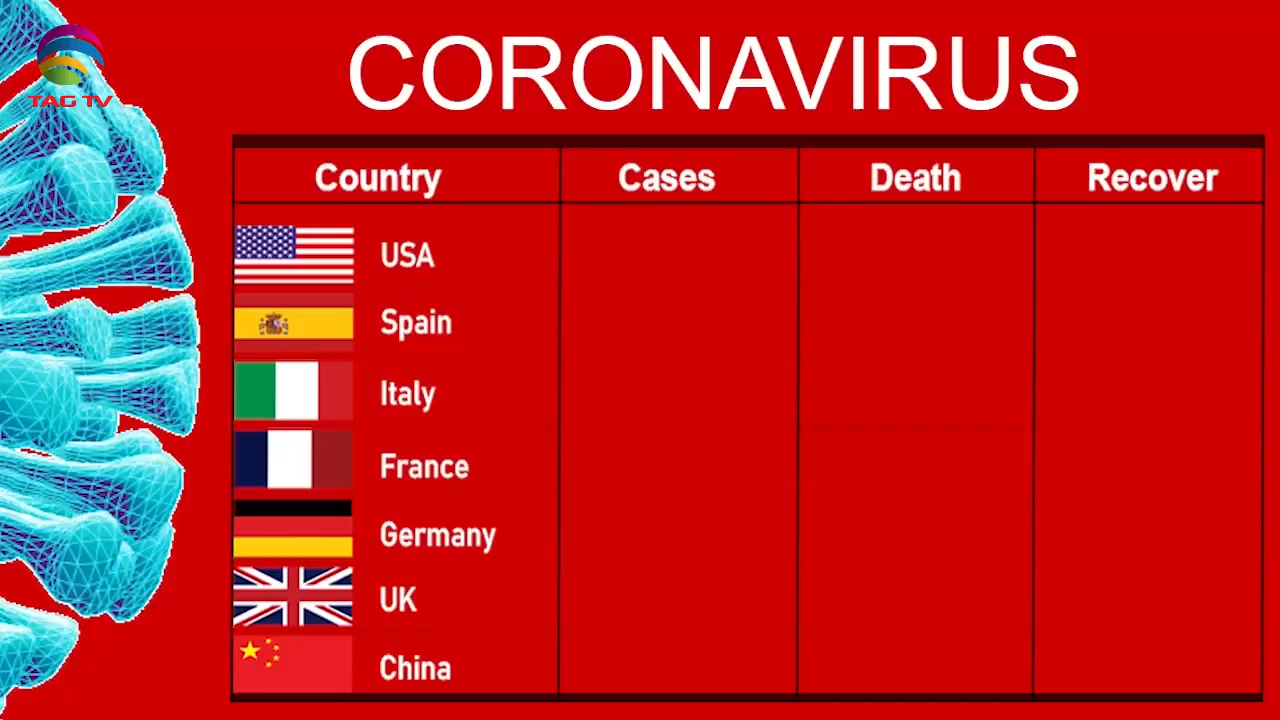 TAG TV
CORONAVIRUS
Country Cases Death Recover
USA
Spain
Italy
France
Germany
UK
China